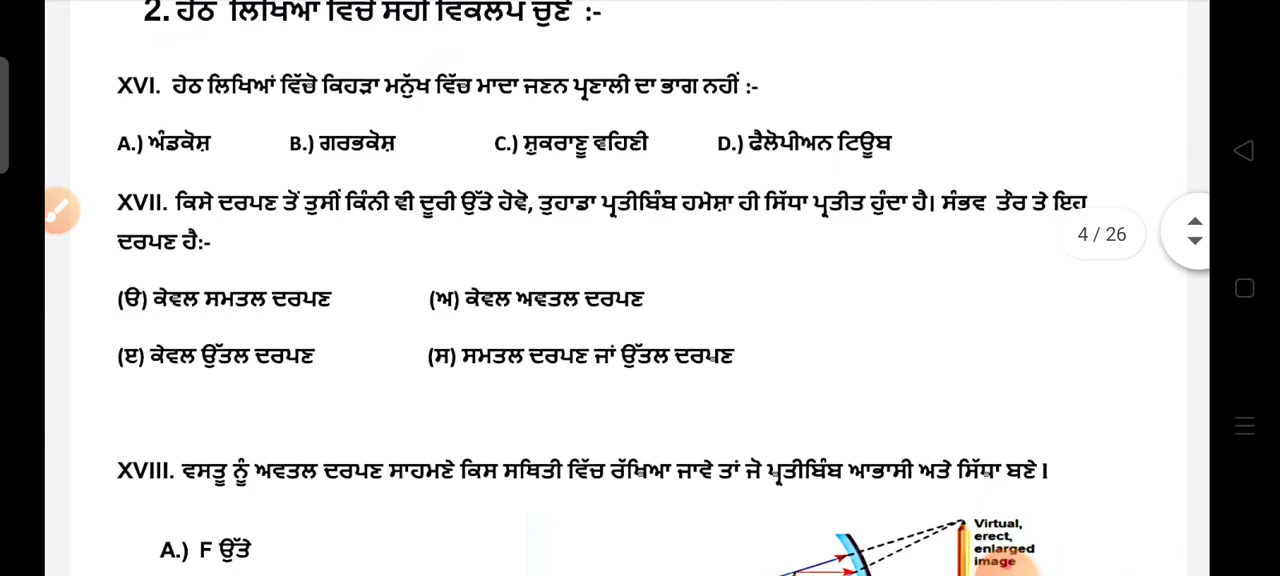 2. ਹੇਠ ਲਿਖਿਆਂ ਵਿੱਚੋਂ ਸਹੀ ਵਿਕਲਪ ਚੁਣੋ :-
XVI. ਹੇਠ ਲਿਖਿਆਂ ਵਿੱਚੋ ਕਿਹੜਾ ਮਨੁੱਖ ਵਿੱਚ ਮਾਦਾ ਜਣਨ ਪ੍ਰਣਾਲੀ ਦਾ ਭਾਗ ਨਹੀਂ :-
A.) ਅੰਡਕੋਸ਼ B.) ਗਰਭਕੋਸ਼ C.) ਸ਼ੁਕਰਾਣੂ ਵਹਿਣੀ D.) ਫੈਲੋਪੀਅਨ ਟਿਊਬ
XVII. ਕਿਸੇ ਦਰਪਣ ਤੋਂ ਤੁਸੀਂ ਕਿੰਨੀ ਵੀ ਦੂਰੀ ਉੱਤੇ ਹੋਵੋ, ਤੁਹਾਡਾ ਪ੍ਰਤੀਬਿੰਬ ਹਮੇਸ਼ਾ ਹੀ ਸਿੱਧਾ ਪ੍ਰਤੀਤ ਹੁੰਦਾ ਹੈ। ਸੰਭਵ ਤੌਰ ਤੇ ਇਹ
4 / 26
ਦਰਪਣ ਹੈ:-
(ੳ) ਕੇਵਲ ਸਮਤਲ ਦਰਪਣ (ਅ) ਕੇਵਲ ਅਵਤਲ ਦਰਪਣ
(ੲ) ਕੇਵਲ ਉੱਤਲ ਦਰਪਣ (ਸ) ਸਮਤਲ ਦਰਪਣ ਜਾਂ ਉੱਤਲ ਦਰਪਣ
XVIII. ਵਸਤੂ ਨੂੰ ਅਵਤਲ ਦਰਪਣ ਸਾਹਮਣੇ ਕਿਸ ਸਥਿਤੀ ਵਿੱਚ ਰੱਖਿਆ ਜਾਵੇ ਤਾਂ ਜੋ ਪ੍ਰਤੀਬਿੰਬ ਆਭਾਸੀ ਅਤੇ ਸਿੱਧਾ ਬਣੇ।
Virtual,
erect,
enlarged
image
A.) F ਉੱਤੇ